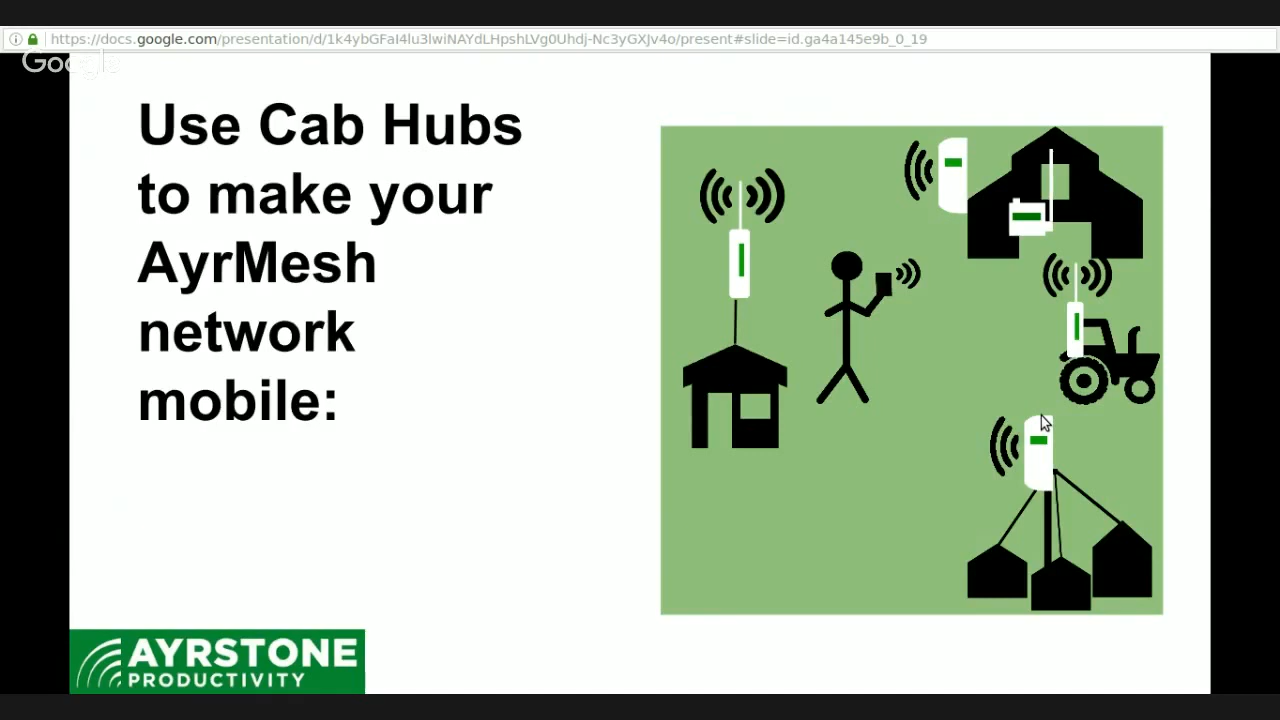 https://docs.google.com/presentation/d/1k4ybGFaI4lu3lwiNAYdLHpshLVg0Uhdj-Nc3yGXJv4o/present#slide=id.ga4a145e9b_0_19
Google
Use Cab Hubs
to make your
AyrMesh
network
mobile:
AYRSTONE
PRODUCTIVITY